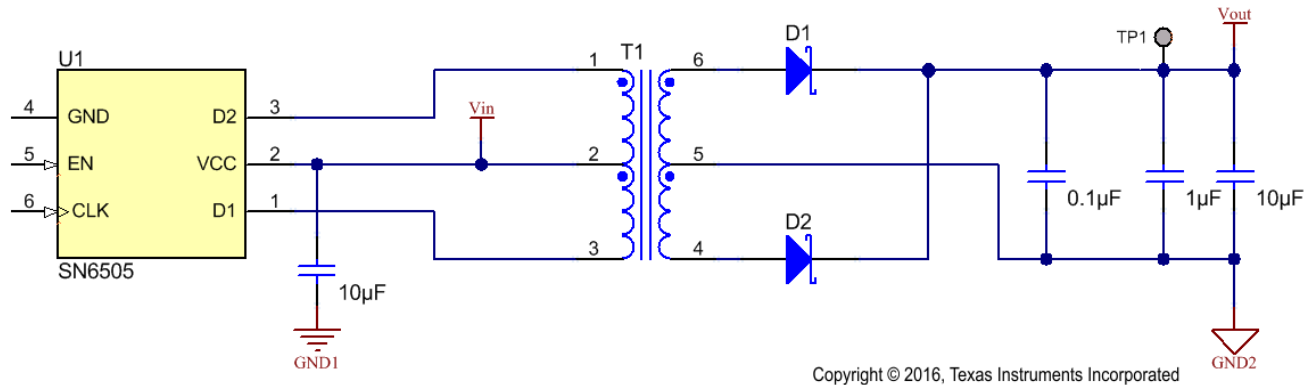 U1
4 GND
5 EN
6 CLK
D2 3
VCC 2
D1 1
SN6505
10µF
GND1
Vin
T1
1
2
3
6
5
4
D1
D2
0.1µF
TP1
1µF
Vout
10µF
GND2
Copyright © 2016, Texas Instruments Incorporated